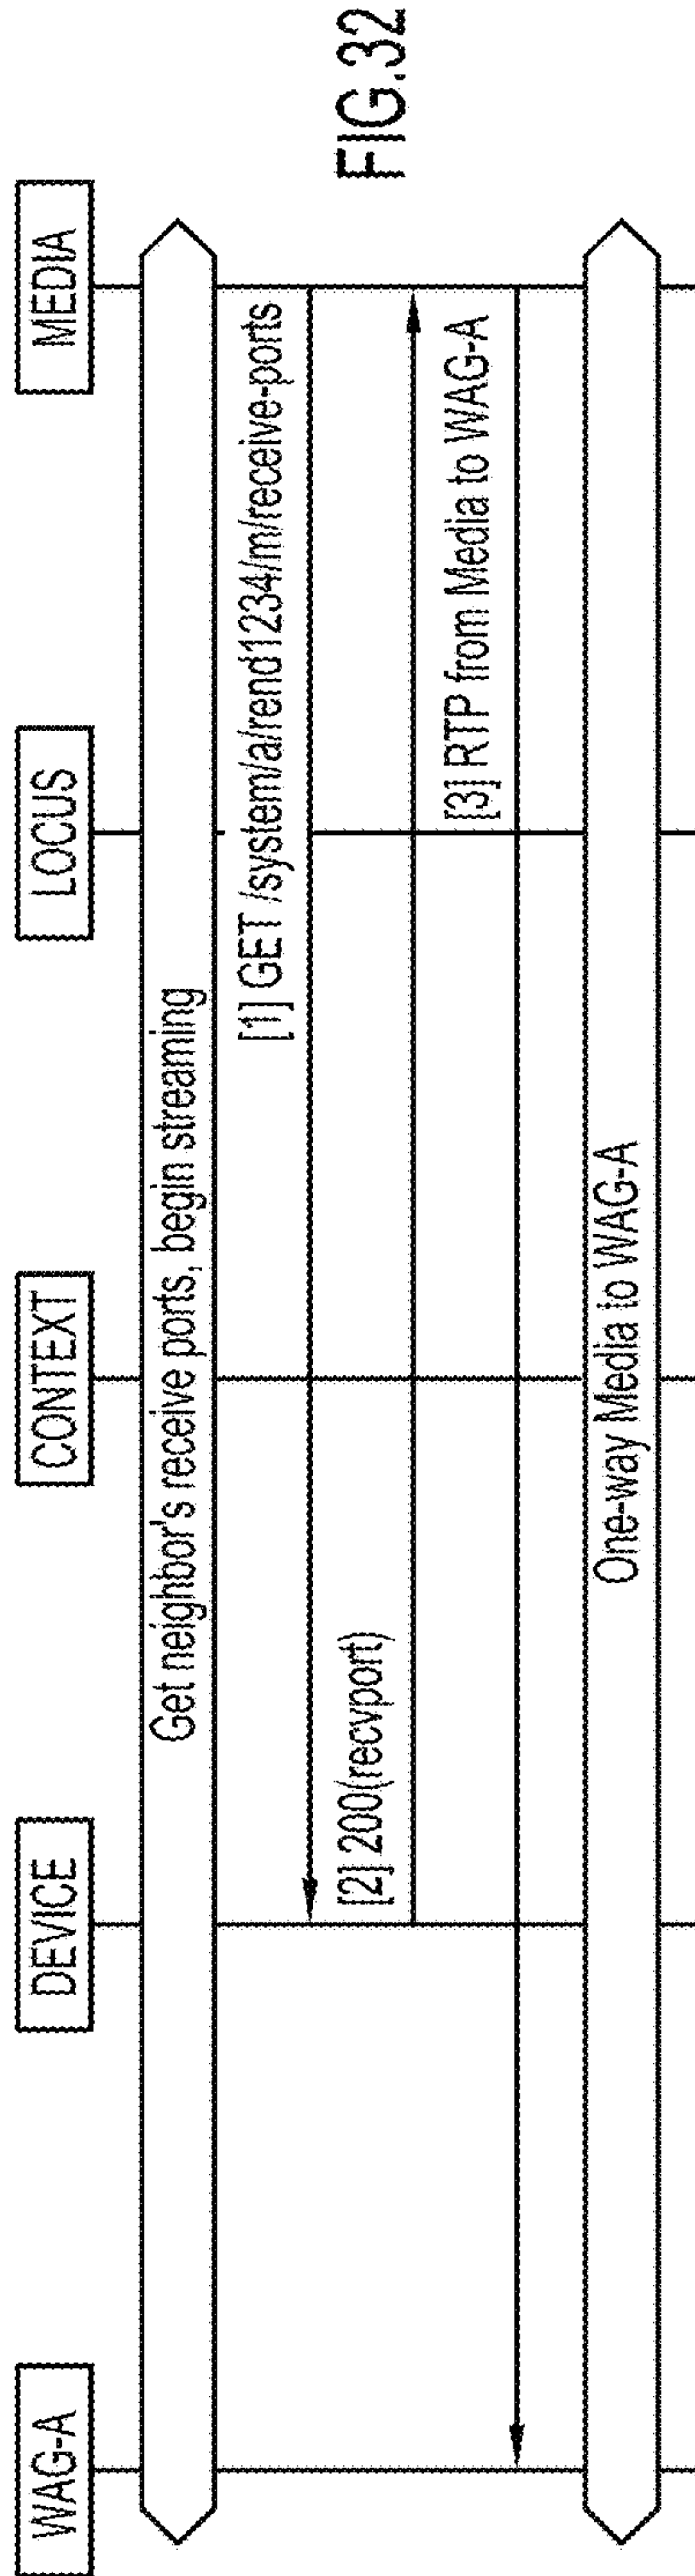 WAG-A
DEVICE
CONTEXT
LOCUS
MEDIA
Get neighbor's receive ports, begin streaming
[1] GET /system/a/rend1234/m/receive-ports
[2] 200(recvport)
[3] RTP from Media to WAG-A
One-way Media to WAG-A
FIG.32